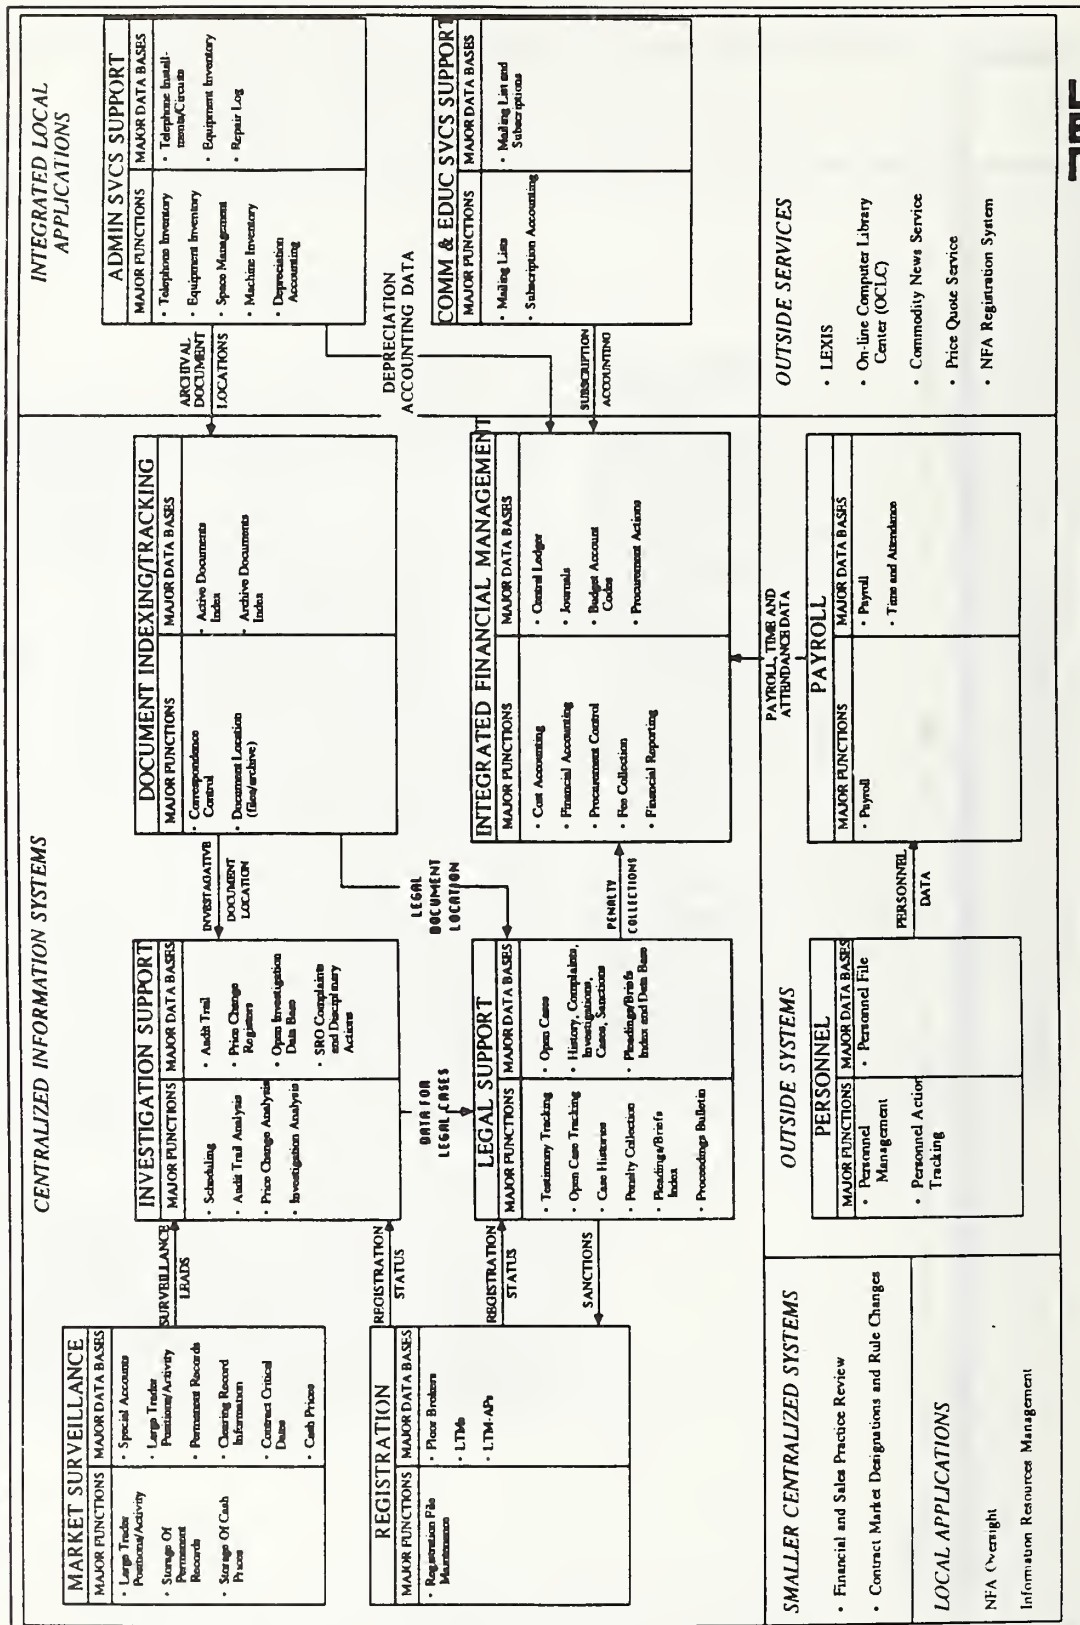 CENTRALIZED INFORMATION SYSTEMS
MARKET SURVEILLANCE
MAJOR FUNCTIONS
• Large Trader
Positions/Activity
• Storage Of
Permanent
Records
• Storage Of Cash
Prices
MAJOR DATA BASES
• Special Accounts
• Large Trader
Positions/Activity
• Permanent Records
• Clearing Record
Information
• Contract Critical
Dates
• Cash Prices
SURVEILLANCE
LEADS
INVESTIGATION SUPPORT
MAJOR FUNCTIONS
• Scheduling
• Audit Trail Analysis
• Price Change Analysis
• Investigation Analysis
MAJOR DATA BASES
• Audit Trail
• Price Change
Registers
• Open Investigation
Data Base
• SRO Complaints
and Disciplinary
Actions
INVESTAGATIVE
DOCUMENT
LOCATION
DOCUMENT INDEXING/TRACKING
MAJOR FUNCTIONS
• Correspondence
Control
• Document Location
(files/archive)
MAJOR DATA BASES
• Active Documents
Index
• Archive Documents
Index
REGISTRATION
MAJOR FUNCTIONS
• Registration File
Maintenance
MAJOR DATA BASES
• Floor Brokers
• LTMs
• LTM-APs
REGISTRATION
STATUS
REGISTRATION
STATUS
SANCTIONS
DATA FOR
LEGAL CASES
LEGAL
DOCUMENT
LOCATION
LEGAL SUPPORT
MAJOR FUNCTIONS
• Testimony Tracking
• Open Case Tracking
• Case Histories
• Penalty Collection
• Pleadings/Briefs
Index
• Proceedings Bulletin
MAJOR DATA BASES
• Open Cases
• History, Complaints,
Investigations,
Cases, Sanctions
• Pleadings/Briefs
Index and Data Base
PENALTY
COLLECTIONS
INTEGRATED FINANCIAL MANAGEMENT
MAJOR FUNCTIONS
• Cost Accounting
• Financial Accounting
• Procurement Control
• Fee Collection
• Financial Reporting
MAJOR DATA BASES
• Control Ledger
• Journals
• Budget Account
Codes
• Procurement Actions
INTEGRATED LOCAL
APPLICATIONS
ADMIN SVCS SUPPORT
MAJOR FUNCTIONS
• Telephone Inventory
• Equipment Inventory
• Space Management
• Machine Inventory
• Depreciation
Accounting
MAJOR DATA BASES
• Telephone Install-
ments/Circuits
• Equipment Inventory
• Repair Log
ARCHIVAL
DOCUMENT
LOCATIONS
DEPRECIATION
ACCOUNTING DATA
COMM & EDUC SVCS SUPPORT
MAJOR FUNCTIONS
• Mailing Lists
• Subscription Accounting
MAJOR DATA BASES
• Mailing List and
Subscriptions
SUBSCRIPTION
ACCOUNTING
SMALLER CENTRALIZED SYSTEMS
• Financial and Sales Practice Review
• Contract Market Designations and Rule Changes
LOCAL APPLICATIONS
NFA Oversight
Information Resources Management
OUTSIDE SYSTEMS
PERSONNEL
MAJOR FUNCTIONS
• Personnel
Management
• Personnel Action
Tracking
MAJOR DATA BASES
• Personnel File
PERSONNEL
DATA
PAYROLL
MAJOR FUNCTIONS
• Payroll
MAJOR DATA BASES
• Payroll
• Time and Attendance
PAYROLL, TIME AND
ATTENDANCE DATA
OUTSIDE SERVICES
• LEXIS
• On-line Computer Library
Center (OCLC)
• Commodity News Service
• Price Quote Service
• NFA Registration System